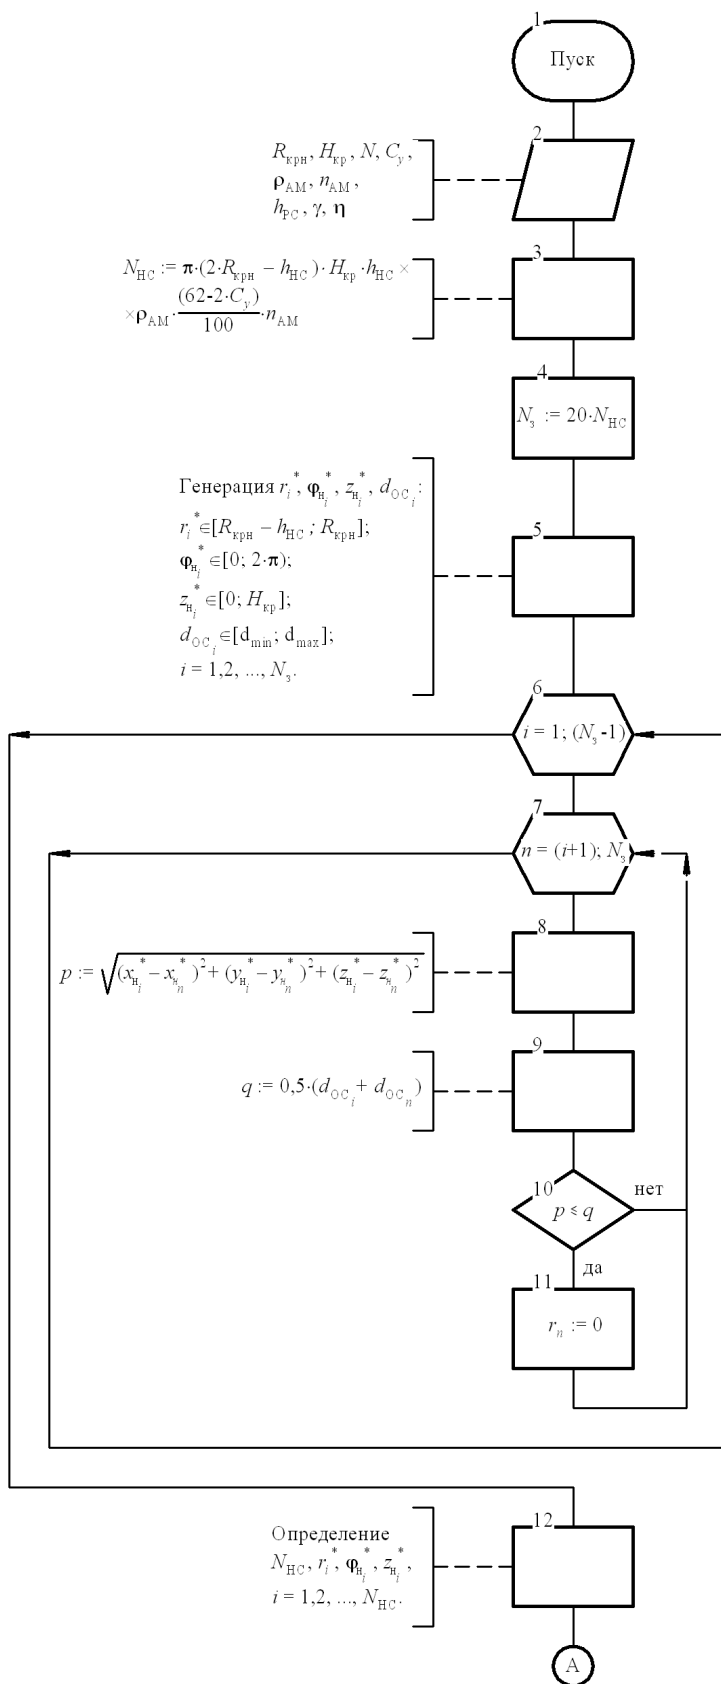 1
Пуск
2
R_крн, H_кр, N, C_y,
ρ_АМ, n_АМ,
h_РС, γ, η
3
N_НС := π·(2·R_крн – h_НС)·H_кр·h_НС ×
×ρ_АМ·(62-2·C_y)/100·n_АМ
4
N_з := 20·N_НС
Генерация r_i*, φ_н_i*, z_н_i*, d_ОС_i:
r_i* ∈[R_крн – h_НС ; R_крн];
φ_н_i* ∈[0; 2·π);
z_н_i* ∈[0; H_кр];
d_ОС_i ∈[d_min; d_max];
i = 1,2, ..., N_з.
5
6
i = 1; (N_з-1)
7
n = (i+1); N_з
8
p := √((x_н_i* – x_н_n*)² + (y_н_i* – y_н_n*)² + (z_н_i* – z_н_n*)²)
9
q := 0,5·(d_ОС_i + d_ОС_n)
10
p ≤ q
нет
да
11
r_n := 0
12
Определение
N_НС, r_i*, φ_н_i*, z_н_i*,
i = 1,2, ..., N_НС.
А